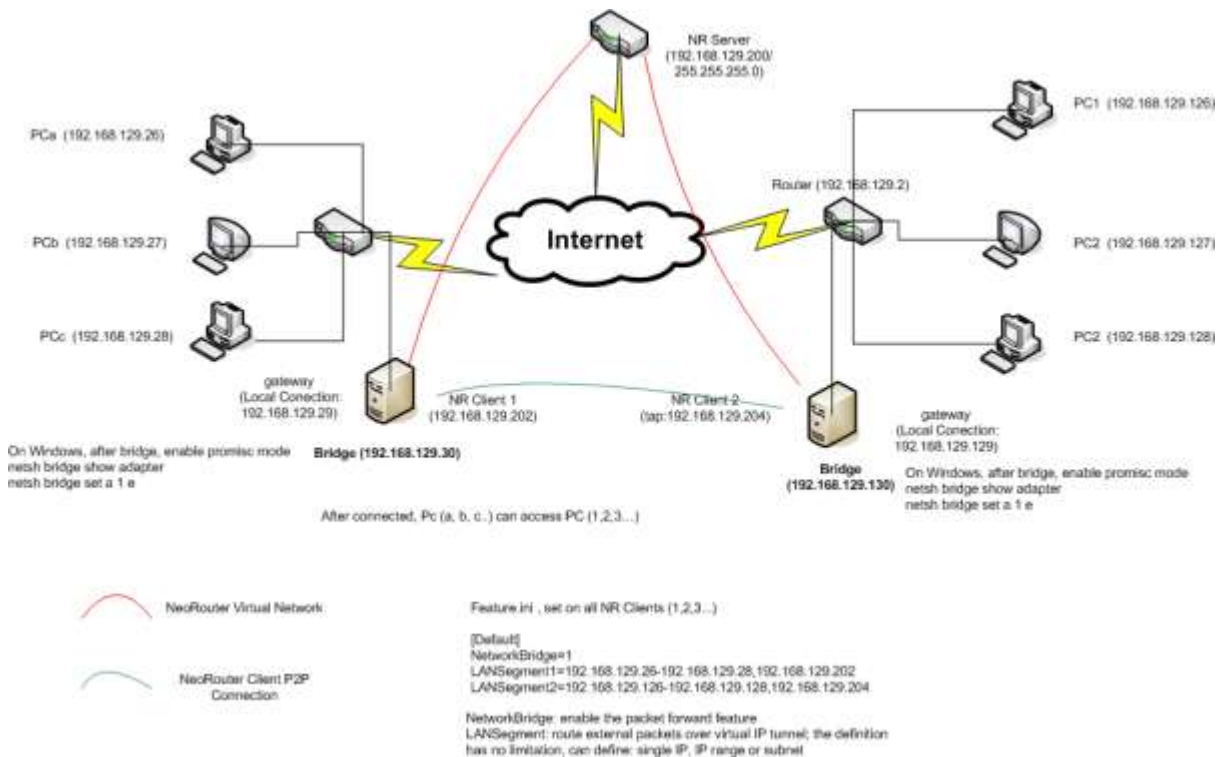 NR Server
(192.168.129.200/
255.255.255.0)
PCa (192.168.129.26)
PC1 (192.168.129.126)
Router (192.168.129.2)
Internet
PCb (192.168.129.27)
PC2 (192.168.129.127)
PCc (192.168.129.28)
PC2 (192.168.129.128)
gateway
(Local Conection:
192.168.129.29)
NR Client 1
(192.168.129.202)
NR Client 2
(tap:192.168.129.204)
gateway
(Local Conection:
192.168.129.129)
On Windows, after bridge, enable promisc mode
netsh bridge show adapter
netsh bridge set a 1 e
Bridge (192.168.129.30)
Bridge
(192.168.129.130)
On Windows, after bridge, enable promisc mode
netsh bridge show adapter
netsh bridge set a 1 e
After connected, Pc (a, b, c..) can access PC (1,2,3...)
NeoRouter Virtual Network
NeoRouter Client P2P
Connection
Feature.ini , set on all NR Clients (1,2,3...)
[Default]
NetworkBridge=1
LANSegment1=192.168.129.26-192.168.129.28,192.168.129.202
LANSegment2=192.168.129.126-192.168.129.128,192.168.129.204
NetworkBridge: enable the packet forward feature
LANSegment: route external packets over virtual IP tunnel; the definition
has no limitation, can define: single IP, IP range or subnet